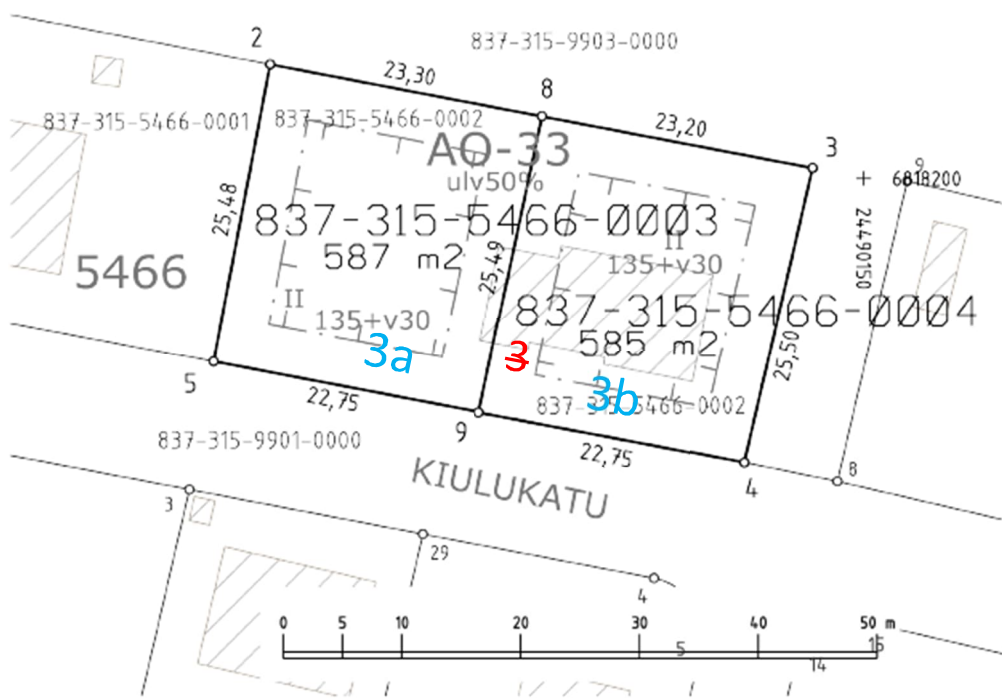 2
837-315-9903-0000
23,30
8
23,20
3
837-315-5466-0001
837-315-5466-0002
AO-33
ulv50%
9
6818200
24490150
25,48
837-315-5466-0003
587 m2
25,49
II
135+v30
5466
II
135+v30
837-315-5466-0004
585 m2
25,50
3a
3
3b
837-315-5466-0002
5
22,75
9
22,75
4
8
837-315-9901-0000
KIULUKATU
3
29
4
0 5 10 20 30 40 50 m
5
15
14